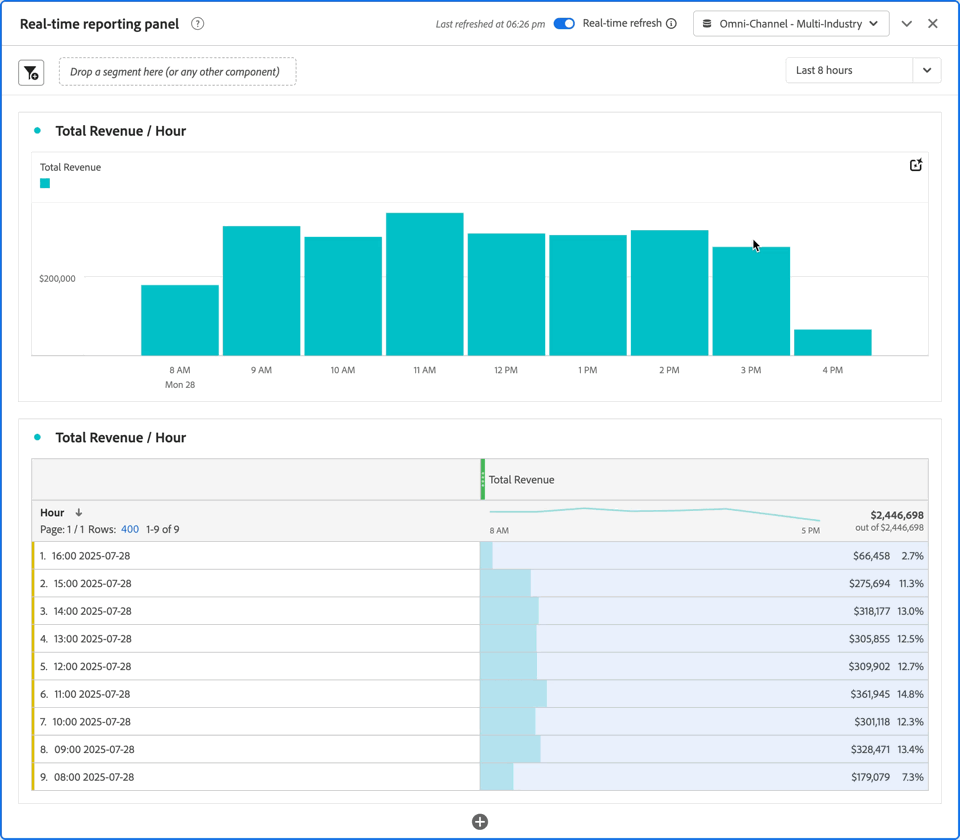 Real-time reporting panel ? Last refreshed at 06:26 pm Real-time refresh Omni-Channel - Multi-Industry
Drop a segment here (or any other component) Last 8 hours
Total Revenue / Hour
Total Revenue
$200,000
8 AM 9 AM 10 AM 11 AM 12 PM 1 PM 2 PM 3 PM 4 PM
Mon 28
Total Revenue / Hour
Total Revenue
Hour
Page: 1 / 1 Rows: 400 1-9 of 9
8 AM 5 PM
$2,446,698
out of $2,446,698
1. 16:00 2025-07-28 $66,458 2.7%
2. 15:00 2025-07-28 $275,694 11.3%
3. 14:00 2025-07-28 $318,177 13.0%
4. 13:00 2025-07-28 $305,855 12.5%
5. 12:00 2025-07-28 $309,902 12.7%
6. 11:00 2025-07-28 $361,945 14.8%
7. 10:00 2025-07-28 $301,118 12.3%
8. 09:00 2025-07-28 $328,471 13.4%
9. 08:00 2025-07-28 $179,079 7.3%